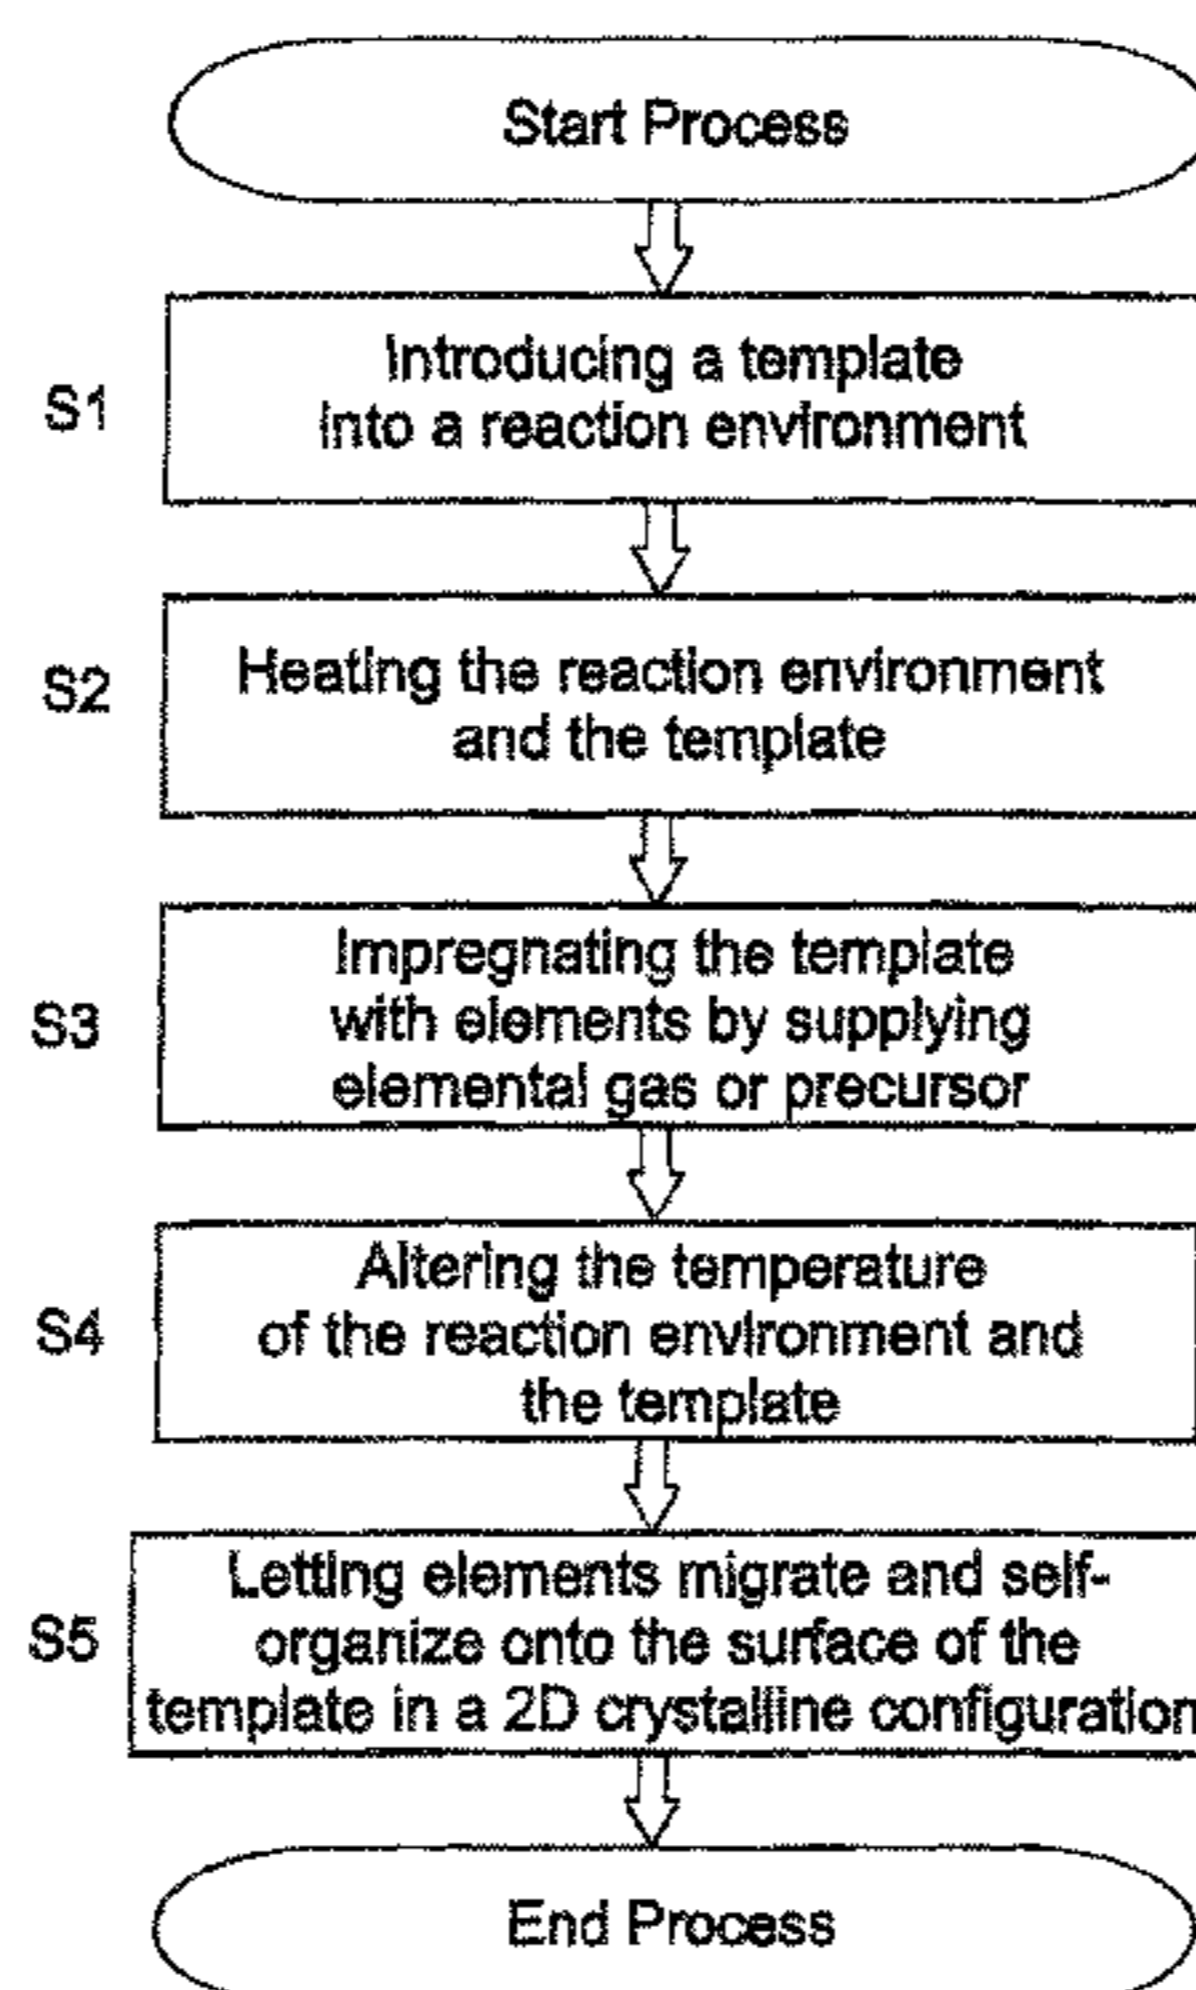 Start Process
S1
Introducing a template
into a reaction environment
S2
Heating the reaction environment
and the template
S3
Impregnating the template
with elements by supplying
elemental gas or precursor
S4
Altering the temperature
of the reaction environment and
the template
S5
Letting elements migrate and self-
organize onto the surface of the
template in a 2D crystalline configuration
End Process